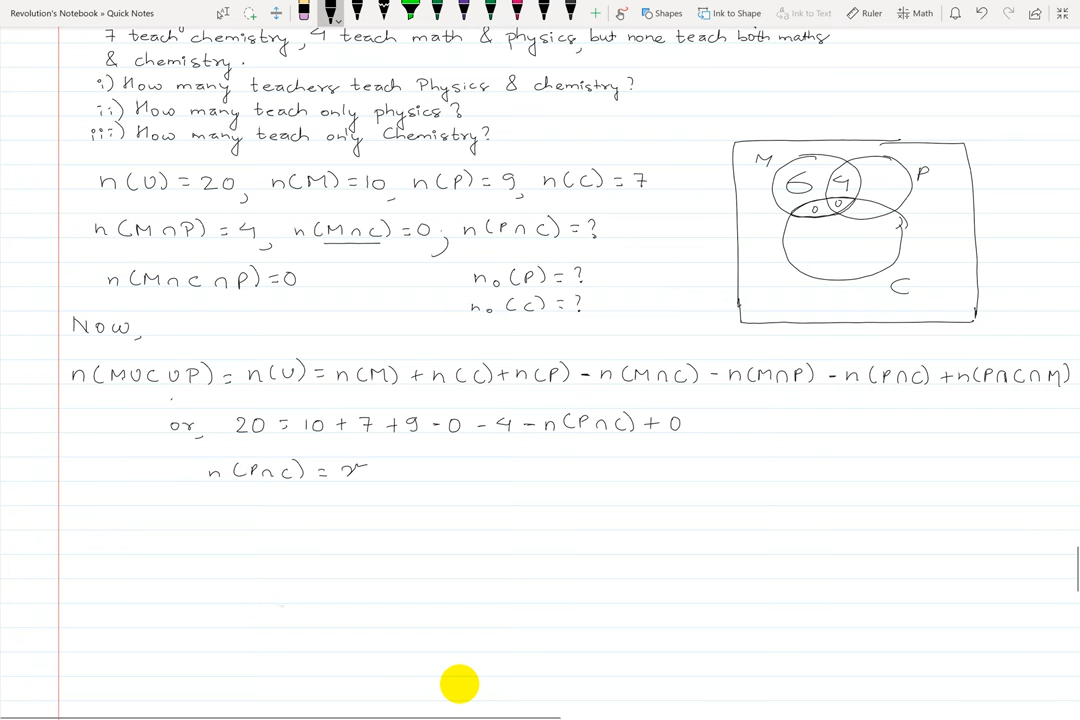 Revolution's Notebook » Quick Notes
Shapes
Ink to Shape
Ink to Text
Ruler
Math
7 teach chemistry, 4 teach math & physics, but none teach both maths
& chemistry.
i) How many teachers teach Physics & chemistry?
ii) How many teach only physics?
iii) How many teach only Chemistry?
n(U) = 20, n(M) = 10, n(P) = 9, n(C) = 7
n(M∩P) = 4, n(M∩C) = 0, n(P∩C) = ?
n(M∩C∩P) = 0
n₀(P) = ?
n₀(C) = ?
M
6
4
P
0
0
C
Now,
n(M∪C∪P) = n(U) = n(M) + n(C) + n(P) - n(M∩C) - n(M∩P) - n(P∩C) + n(P∩C∩M)
or, 20 = 10 + 7 + 9 - 0 - 4 - n(P∩C) + 0
n(P∩C) =